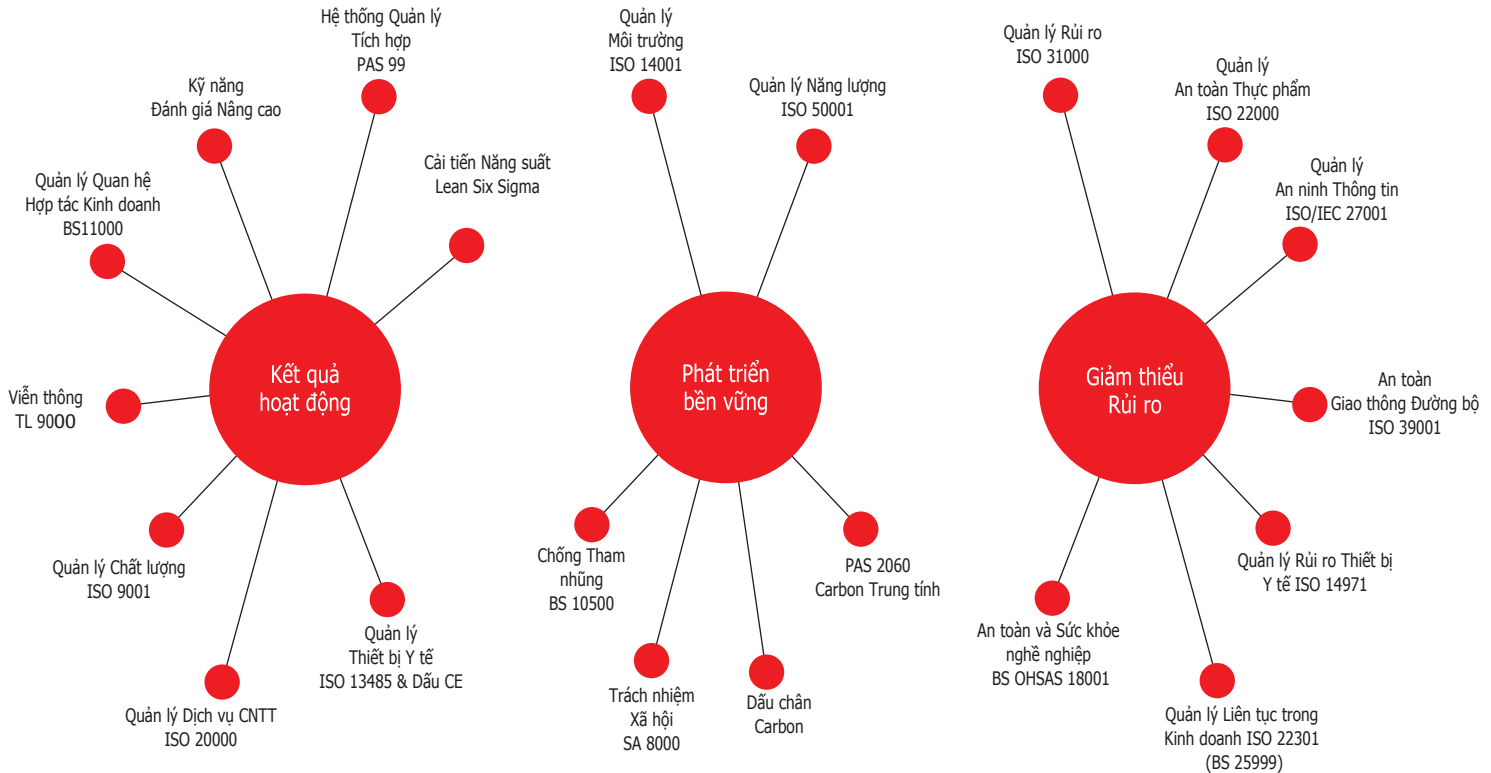 Hệ thống Quản lý
Tích hợp
PAS 99
Kỹ năng
Đánh giá Nâng cao
Cải tiến Năng suất
Lean Six Sigma
Quản lý Quan hệ
Hợp tác Kinh doanh
BS11000
Kết quả
hoạt động
Viễn thông
TL 9000
Quản lý Chất lượng
ISO 9001
Quản lý
Thiết bị Y tế
ISO 13485 & Dấu CE
Quản lý Dịch vụ CNTT
ISO 20000
Quản lý
Môi trường
ISO 14001
Quản lý Năng lượng
ISO 50001
Phát triển
bền vững
Chống Tham
nhũng
BS 10500
PAS 2060
Carbon Trung tính
Trách nhiệm
Xã hội
SA 8000
Dấu chân
Carbon
Quản lý Rủi ro
ISO 31000
Quản lý
An toàn Thực phẩm
ISO 22000
Quản lý
An ninh Thông tin
ISO/IEC 27001
Giảm thiểu
Rủi ro
An toàn
Giao thông Đường bộ
ISO 39001
Quản lý Rủi ro Thiết bị
Y tế ISO 14971
An toàn và Sức khỏe
nghề nghiệp
BS OHSAS 18001
Quản lý Liên tục trong
Kinh doanh ISO 22301
(BS 25999)